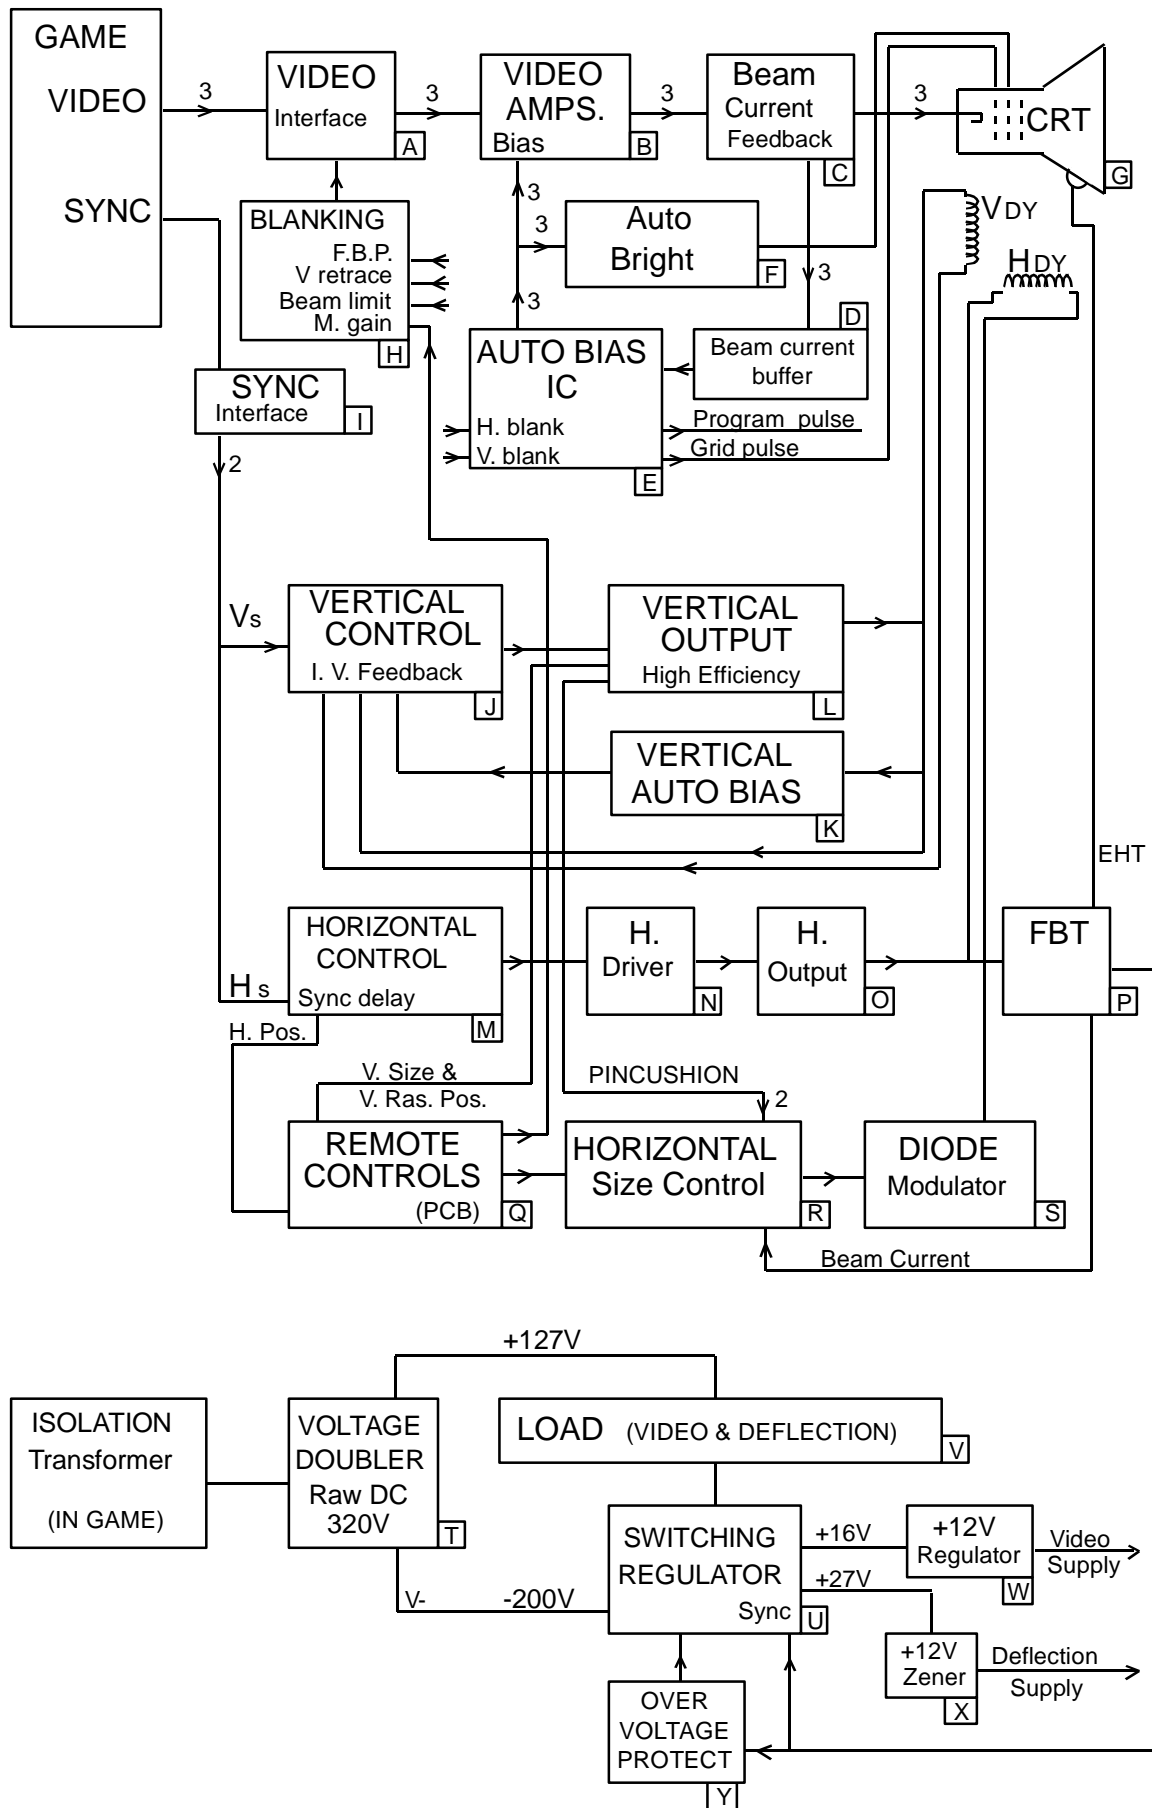 GAME
VIDEO
SYNC
3
VIDEO
Interface
A
3
VIDEO
AMPS.
Bias
B
3
Beam
Current
Feedback
C
3
CRT
G
BLANKING
F.B.P.
V retrace
Beam limit
M. gain
H
3
3
3
Auto
Bright
F
3
V DY
H DY
D
Beam current
buffer
AUTO BIAS
IC
H. blank
V. blank
E
Program pulse
Grid pulse
SYNC
Interface
I
2
Vs
VERTICAL
CONTROL
I. V. Feedback
J
VERTICAL
OUTPUT
High Efficiency
L
VERTICAL
AUTO BIAS
K
EHT
HORIZONTAL
CONTROL
Sync delay
M
H s
H. Pos.
H.
Driver
N
H.
Output
O
FBT
P
V. Size &
V. Ras. Pos.
PINCUSHION
2
REMOTE
CONTROLS
(PCB)
Q
HORIZONTAL
Size Control
R
DIODE
Modulator
S
Beam Current
+127V
ISOLATION
Transformer
(IN GAME)
VOLTAGE
DOUBLER
Raw DC
320V
T
LOAD (VIDEO & DEFLECTION)
V
V-
-200V
SWITCHING
REGULATOR
Sync
U
+16V
+27V
+12V
Regulator
W
Video
Supply
+12V
Zener
X
Deflection
Supply
OVER
VOLTAGE
PROTECT
Y